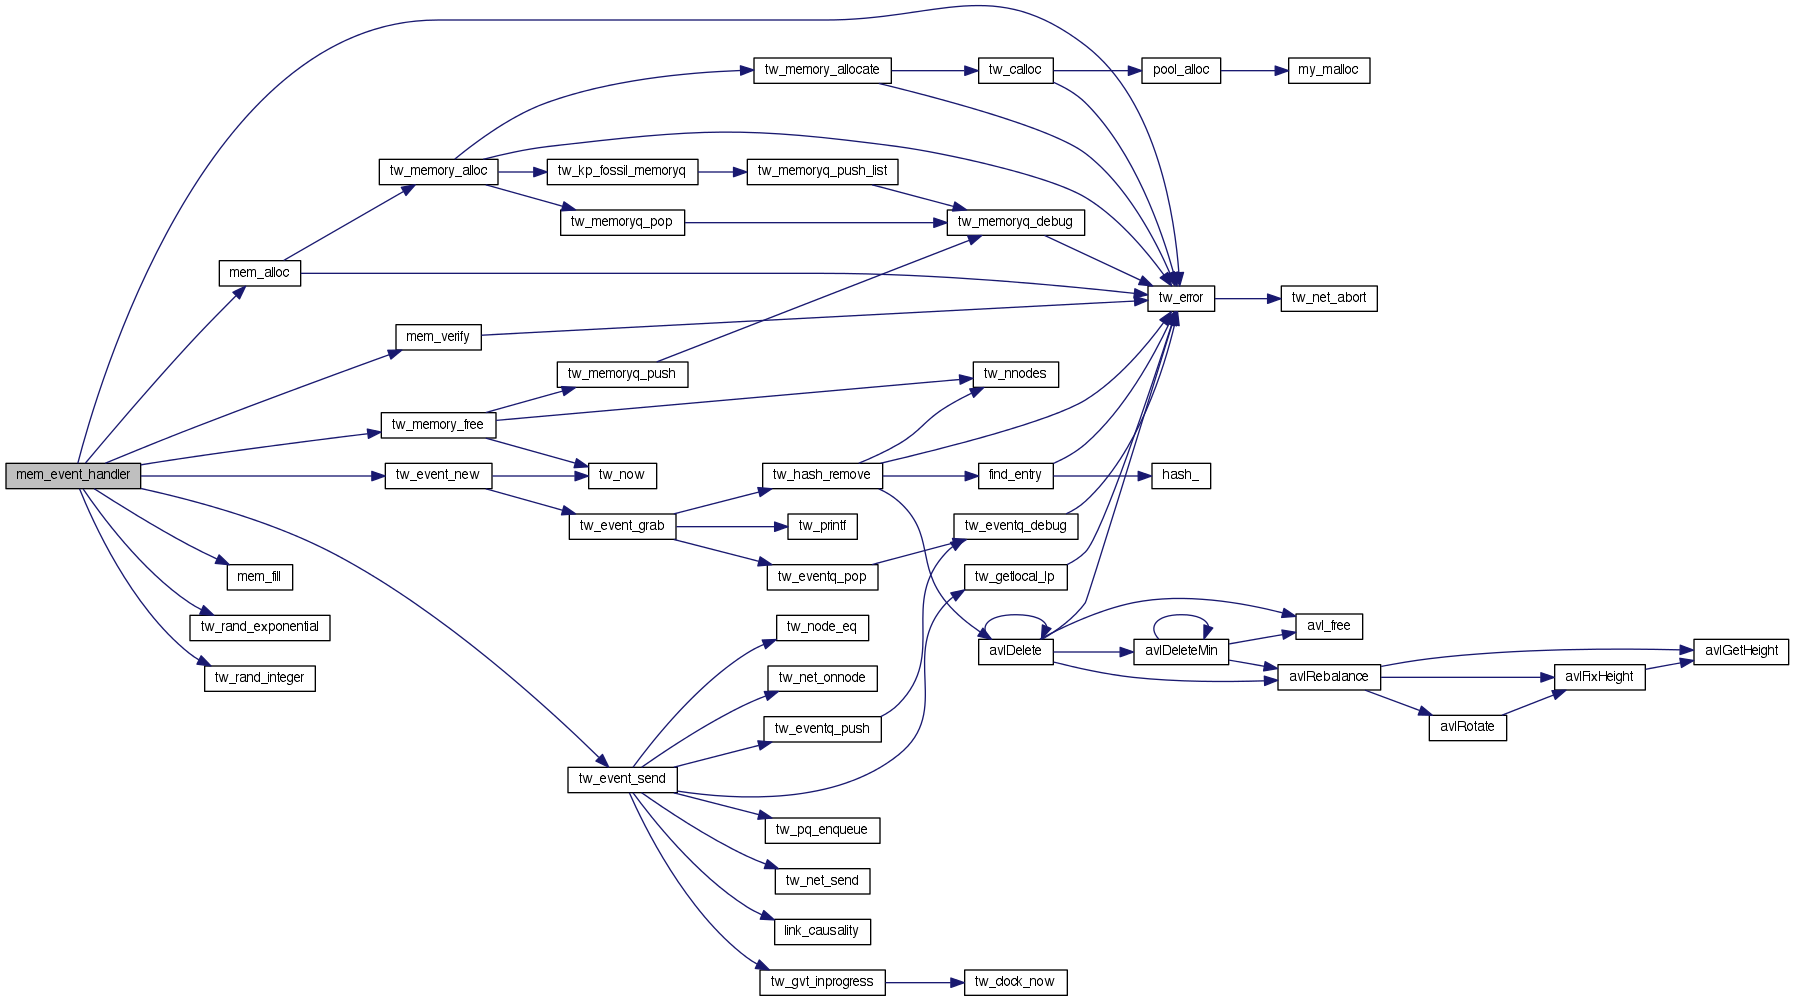 tw_memory_allocate
tw_calloc
pool_alloc
my_malloc
tw_memory_alloc
tw_kp_fossil_memoryq
tw_memoryq_push_list
tw_memoryq_pop
tw_memoryq_debug
mem_alloc
tw_error
tw_net_abort
mem_verify
tw_memoryq_push
tw_nnodes
tw_memory_free
mem_event_handler
tw_event_new
tw_now
tw_hash_remove
find_entry
hash_
tw_event_grab
tw_printf
tw_eventq_debug
mem_fill
tw_eventq_pop
tw_getlocal_lp
tw_rand_exponential
tw_node_eq
avl_free
avlDelete
avlDeleteMin
avlGetHeight
tw_rand_integer
tw_net_onnode
avlRebalance
avlFixHeight
tw_eventq_push
avlRotate
tw_event_send
tw_pq_enqueue
tw_net_send
link_causality
tw_gvt_inprogress
tw_clock_now